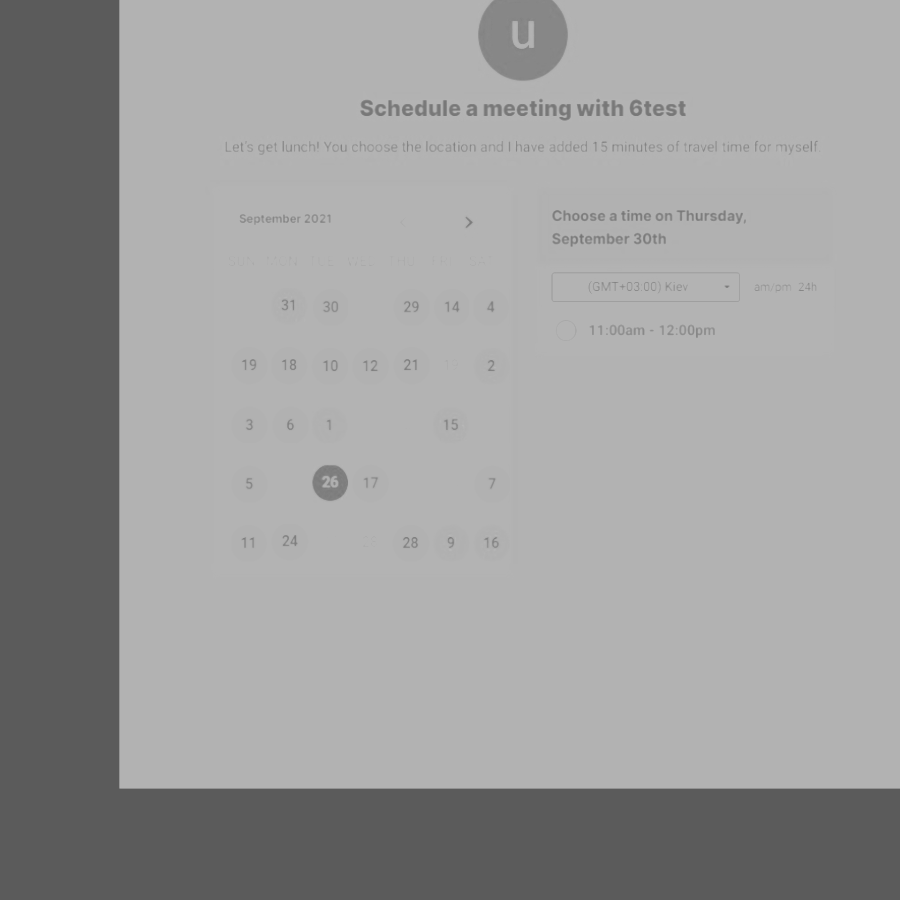 u
Schedule a meeting with 6test
Let's get lunch! You choose the location and I have added 15 minutes of travel time for myself.
September 2021
SUN MON TUE WED THU FRI SAT
31 30 29 14 4
19 18 10 12 21 2
3 6 1 15
5 26 17 7
11 24 28 9 16
Choose a time on Thursday,
September 30th
(GMT+03:00) Kiev
am/pm 24h
11:00am - 12:00pm